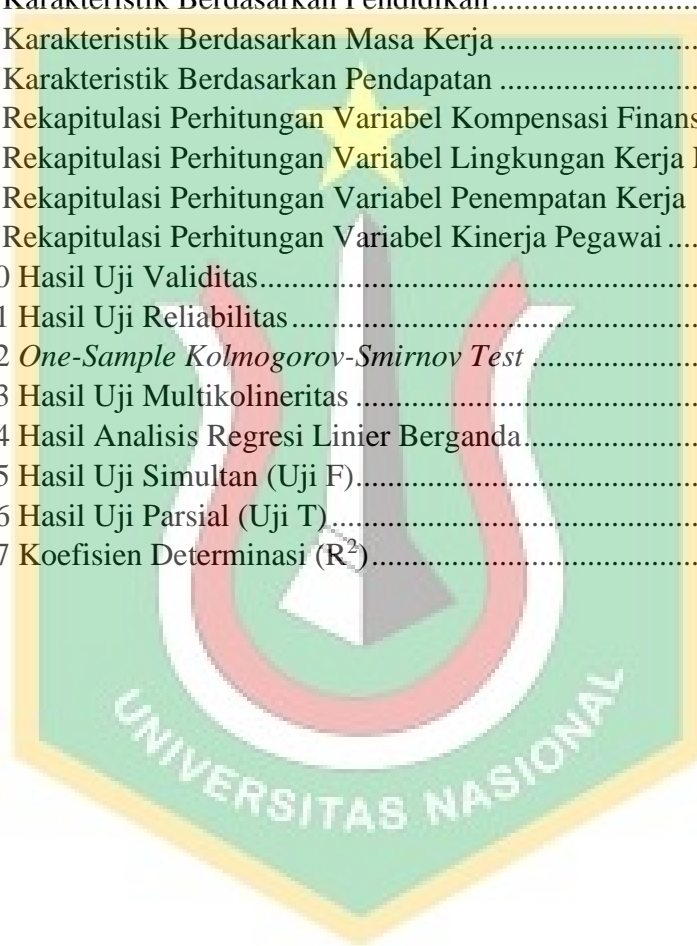 Karakteristik Berdasarkan Pendidikan
Karakteristik Berdasarkan Masa Kerja
Karakteristik Berdasarkan Pendapatan
Rekapitulasi Perhitungan Variabel Kompensasi
Rekapitulasi Perhitungan Variabel Lingkungan Kerja
Rekapitulasi Perhitungan Variabel Penempatan Kerja
Rekapitulasi Perhitungan Variabel Kinerja Pegawai
0 Hasil Uji Validitas
1 Hasil Uji Reliabilitas
2 One-Sample Kolmogorov-Smirnov Test
3 Hasil Uji Multikolineritas
4 Hasil Analisis Regresi Linier Berganda
5 Hasil Uji Simultan (Uji F)
6 Hasil Uji Parsial (Uji T)
7 Koefisien Determinasi (R²)
UNIVERSITAS NASIONAL